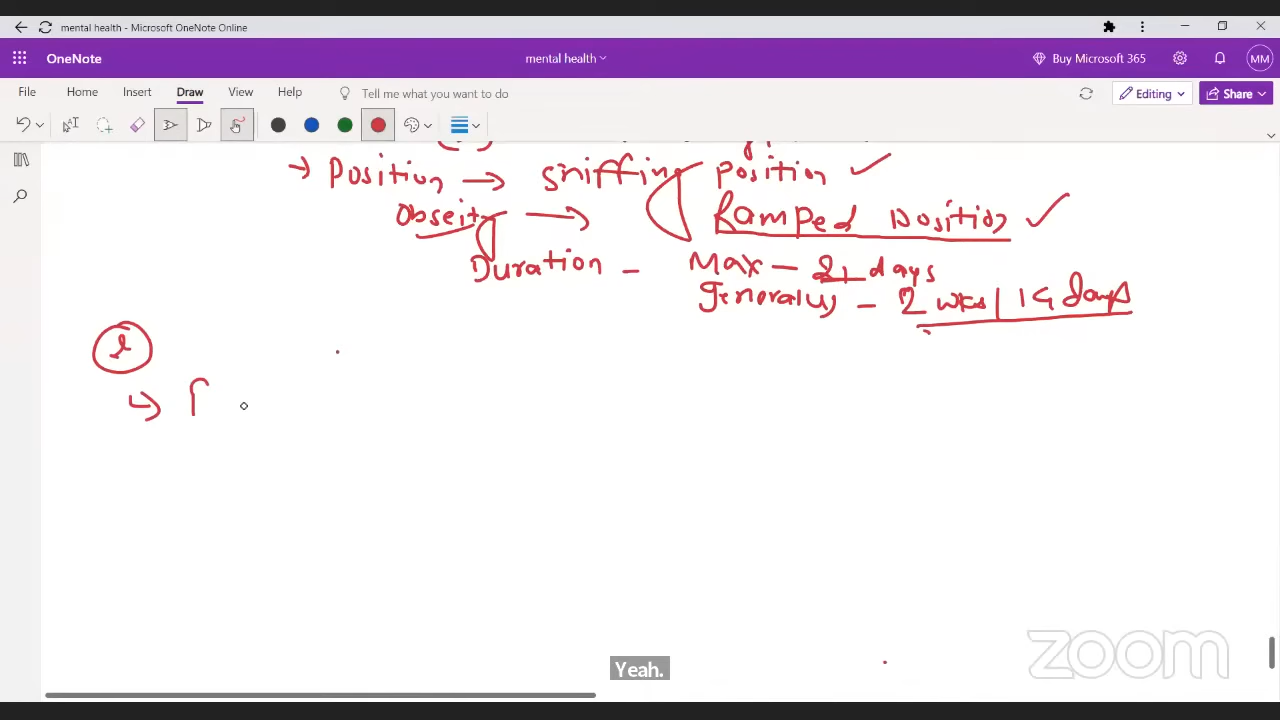 mental health - Microsoft OneNote Online
OneNote
mental health
Buy Microsoft 365
MM
File Home Insert Draw View Help Tell me what you want to do
Editing Share
→ Position → sniffing position ✓
Obseity → Ramped position ✓
Duration - Max - 21 days
generally - 2 wks / 14 days
→
Yeah.
zoom